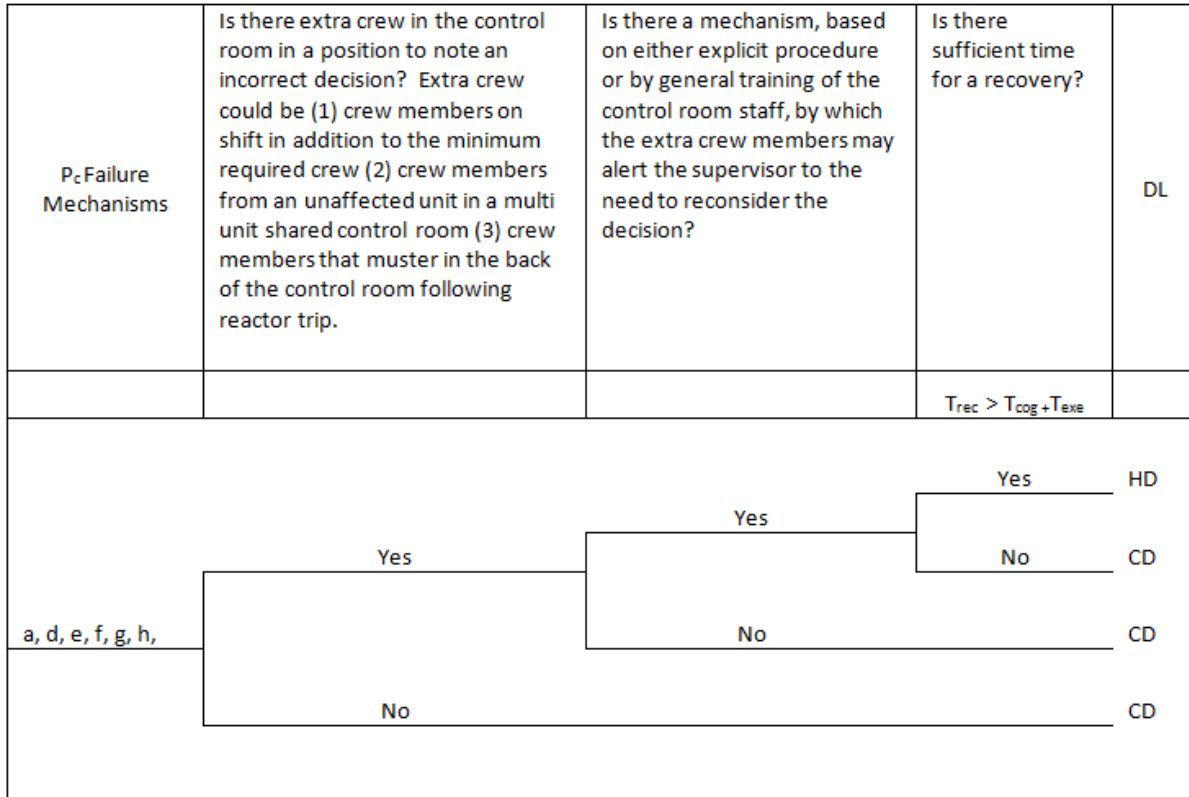 PcFailure
Mechanisms
Is there extra crew in the control
room in a position to note an
incorrect decision? Extra crew
could be (1) crew members on
shift in addition to the minimum
required crew (2) crew members
from an unaffected unit in a multi
unit shared control room (3) crew
members that muster in the back
of the control room following
reactor trip.
Is there a mechanism, based
on either explicit procedure
or by general training of the
control room staff, by which
the extra crew members may
alert the supervisor to the
need to reconsider the
decision?
Is there
sufficient time
for a recovery?
DL
Trec > Tcog +Texe
Yes
HD
Yes
Yes
No
CD
a, d, e, f, g, h,
No
CD
No
CD